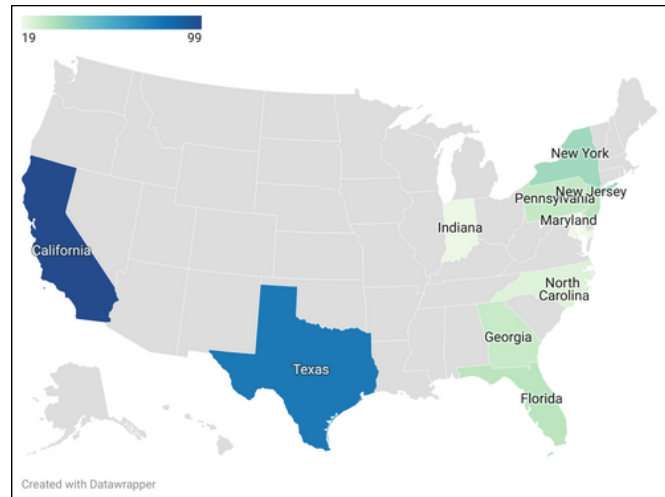 19 99
New York
New Jersey
Pennsylvania
Maryland
Indiana
California
North
Carolina
Georgia
Texas
Florida
Created with Datawrapper